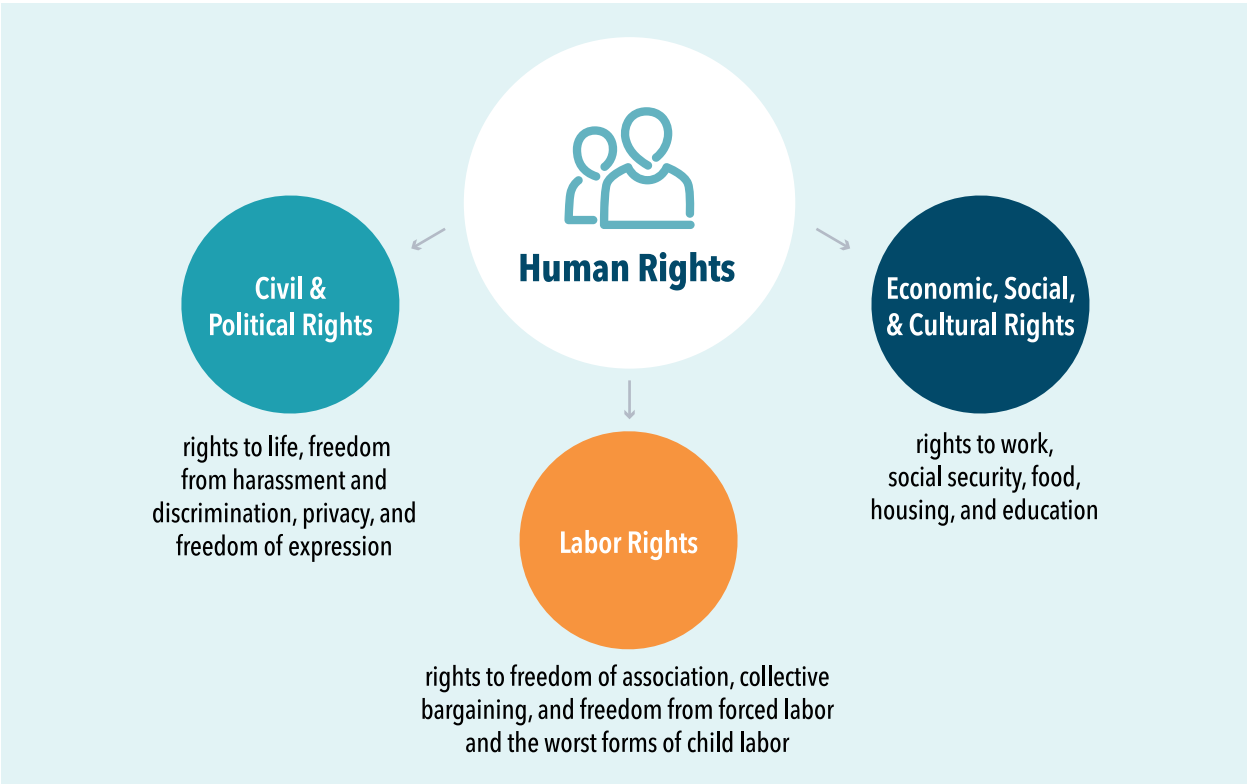 Human Rights
Civil &
Political Rights
rights to life, freedom
from harassment and
discrimination, privacy, and
freedom of expression
Labor Rights
rights to freedom of association, collective
bargaining, and freedom from forced labor
and the worst forms of child labor
Economic, Social,
& Cultural Rights
rights to work,
social security, food,
housing, and education